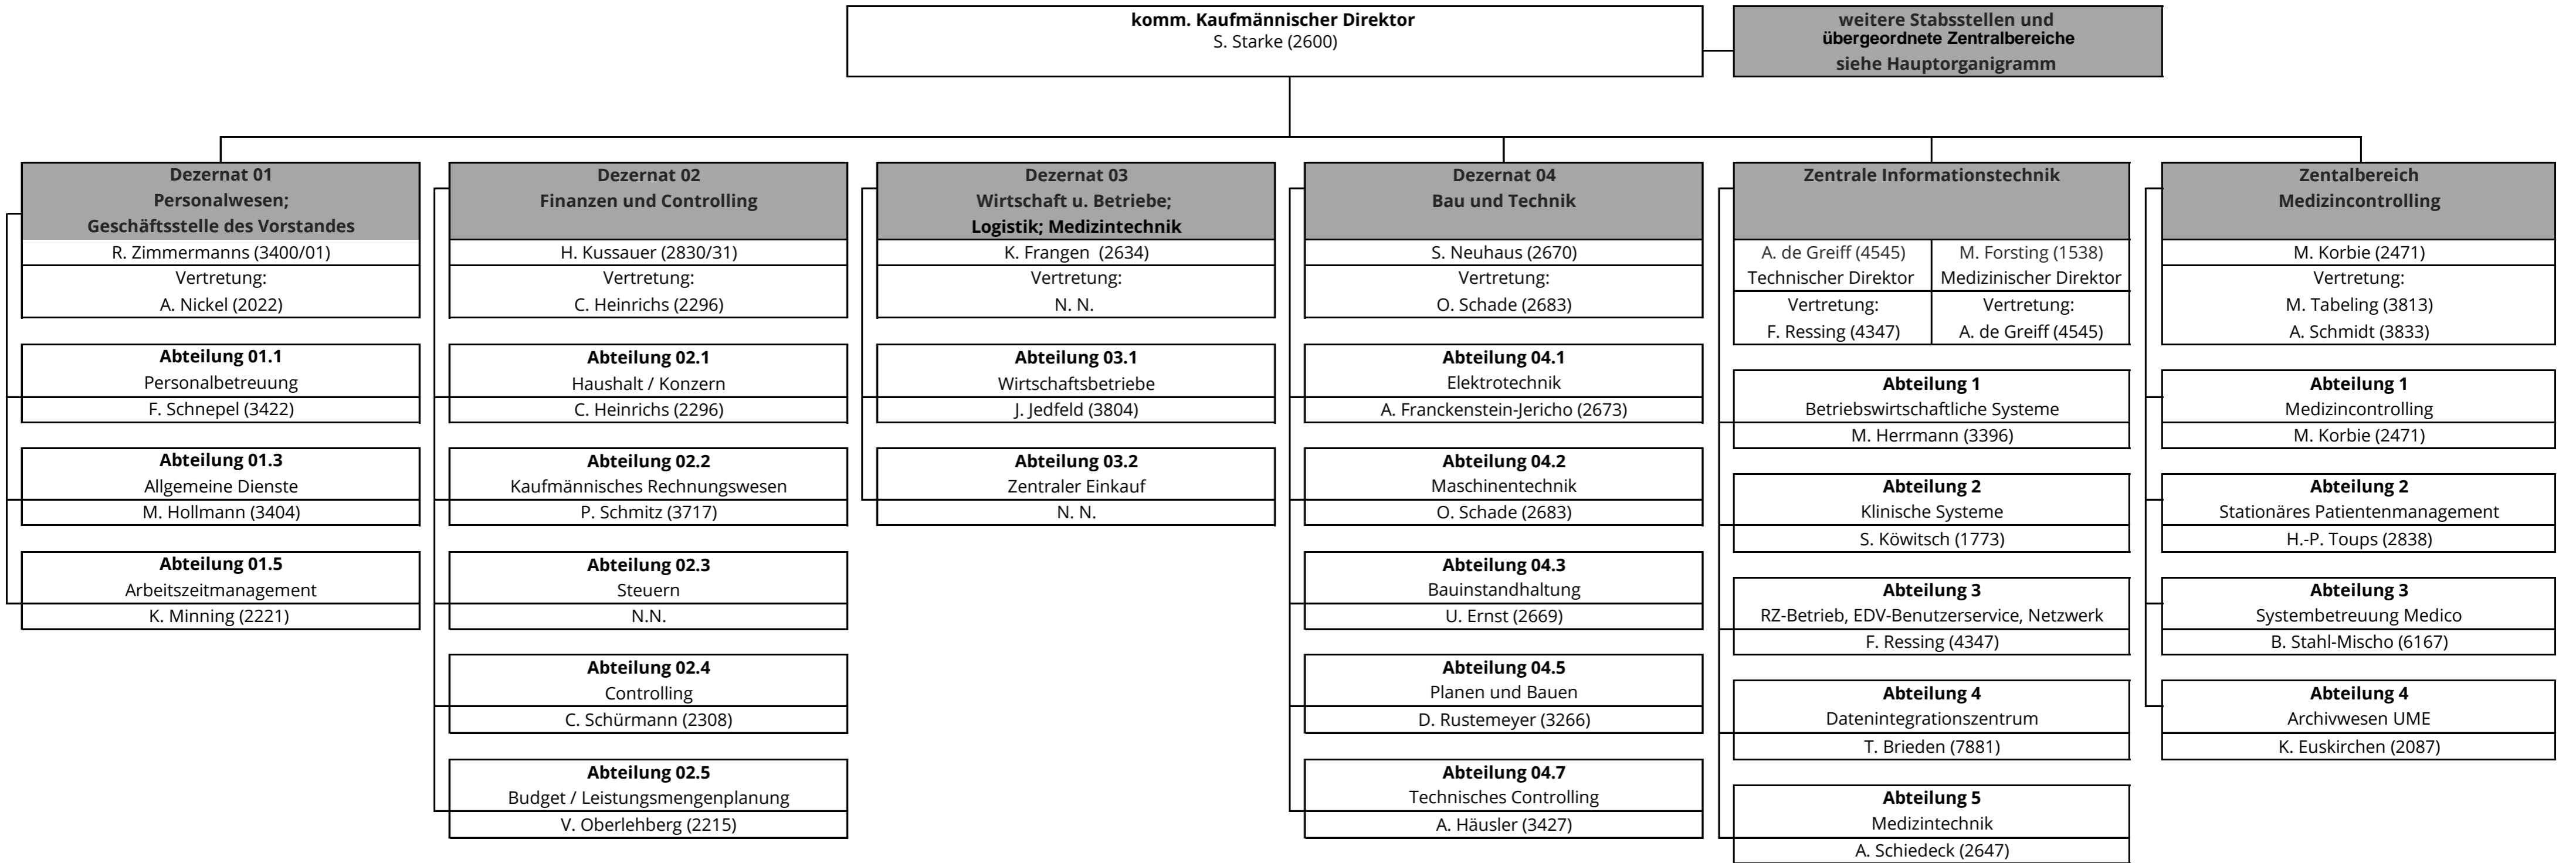 komm. Kaufmännischer Direktor
S. Starke (2600)
weitere Stabsstellen und
übergeordnete Zentralbereiche
siehe Hauptorganigramm
Dezernat 01
Personalwesen;
Geschäftsstelle des Vorstandes
R. Zimmermanns (3400/01)
Vertretung:
A. Nickel (2022)
Abteilung 01.1
Personalbetreuung
F. Schnepel (3422)
Abteilung 01.3
Allgemeine Dienste
M. Hollmann (3404)
Abteilung 01.5
Arbeitszeitmanagement
K. Minning (2221)
Dezernat 02
Finanzen und Controlling
H. Kussauer (2830/31)
Vertretung:
C. Heinrichs (2296)
Abteilung 02.1
Haushalt / Konzern
C. Heinrichs (2296)
Abteilung 02.2
Kaufmännisches Rechnungswesen
P. Schmitz (3717)
Abteilung 02.3
Steuern
N.N.
Abteilung 02.4
Controlling
C. Schürmann (2308)
Abteilung 02.5
Budget / Leistungsmengenplanung
V. Oberlehberg (2215)
Dezernat 03
Wirtschaft u. Betriebe;
Logistik; Medizintechnik
K. Frangen (2634)
Vertretung:
N. N.
Abteilung 03.1
Wirtschaftsbetriebe
J. Jedfeld (3804)
Abteilung 03.2
Zentraler Einkauf
N. N.
Dezernat 04
Bau und Technik
S. Neuhaus (2670)
Vertretung:
O. Schade (2683)
Abteilung 04.1
Elektrotechnik
A. Franckenstein-Jericho (2673)
Abteilung 04.2
Maschinentechnik
O. Schade (2683)
Abteilung 04.3
Bauinstandhaltung
U. Ernst (2669)
Abteilung 04.5
Planen und Bauen
D. Rustemeyer (3266)
Abteilung 04.7
Technisches Controlling
A. Häusler (3427)
Zentrale Informationstechnik
A. de Greiff (4545)
Technischer Direktor
Vertretung:
F. Ressing (4347)
M. Forsting (1538)
Medizinischer Direktor
Vertretung:
A. de Greiff (4545)
Abteilung 1
Betriebswirtschaftliche Systeme
M. Herrmann (3396)
Abteilung 2
Klinische Systeme
S. Köwitsch (1773)
Abteilung 3
RZ-Betrieb, EDV-Benutzerservice, Netzwerk
F. Ressing (4347)
Abteilung 4
Datenintegrationszentrum
T. Brieden (7881)
Abteilung 5
Medizintechnik
A. Schiedeck (2647)
Zentalbereich
Medizincontrolling
M. Korbie (2471)
Vertretung:
M. Tabeling (3813)
A. Schmidt (3833)
Abteilung 1
Medizincontrolling
M. Korbie (2471)
Abteilung 2
Stationäres Patientenmanagement
H.-P. Toups (2838)
Abteilung 3
Systembetreuung Medico
B. Stahl-Mischo (6167)
Abteilung 4
Archivwesen UME
K. Euskirchen (2087)